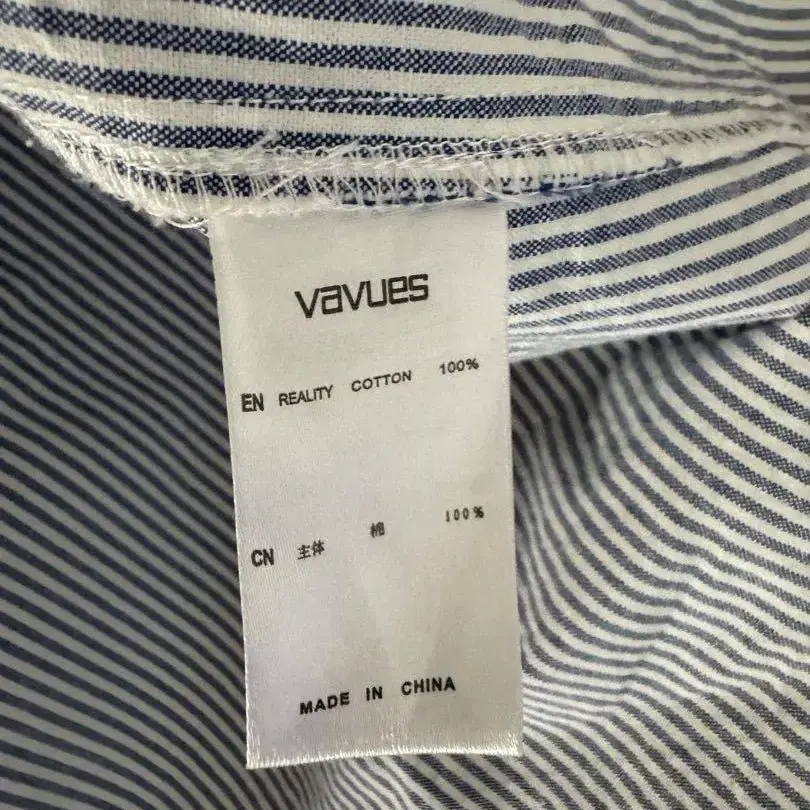 vavues
EN REALITY COTTON 100%
CN 主体 棉 100%
MADE IN CHINA